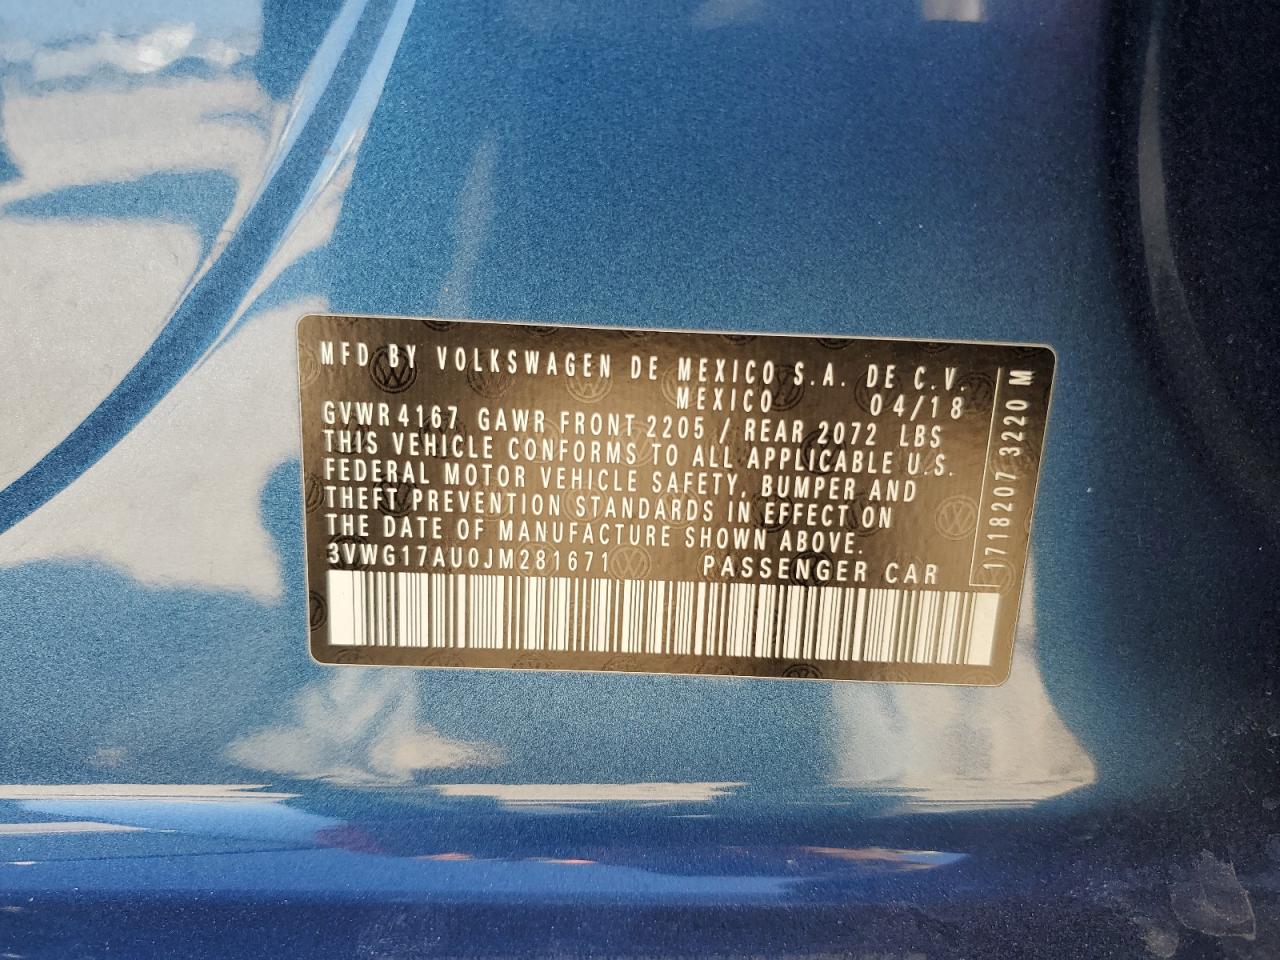 MFD BY VOLKSWAGEN DE MEXICO S.A. DE C.V.
MEXICO 04/18
GVWR 4167 GAWR FRONT 2205 / REAR 2072 LBS
THIS VEHICLE CONFORMS TO ALL APPLICABLE U.S.
FEDERAL MOTOR VEHICLE SAFETY, BUMPER AND
THEFT PREVENTION STANDARDS IN EFFECT ON
THE DATE OF MANUFACTURE SHOWN ABOVE.
3VWG17AU0JM281671 PASSENGER CAR
1718207 3220 M